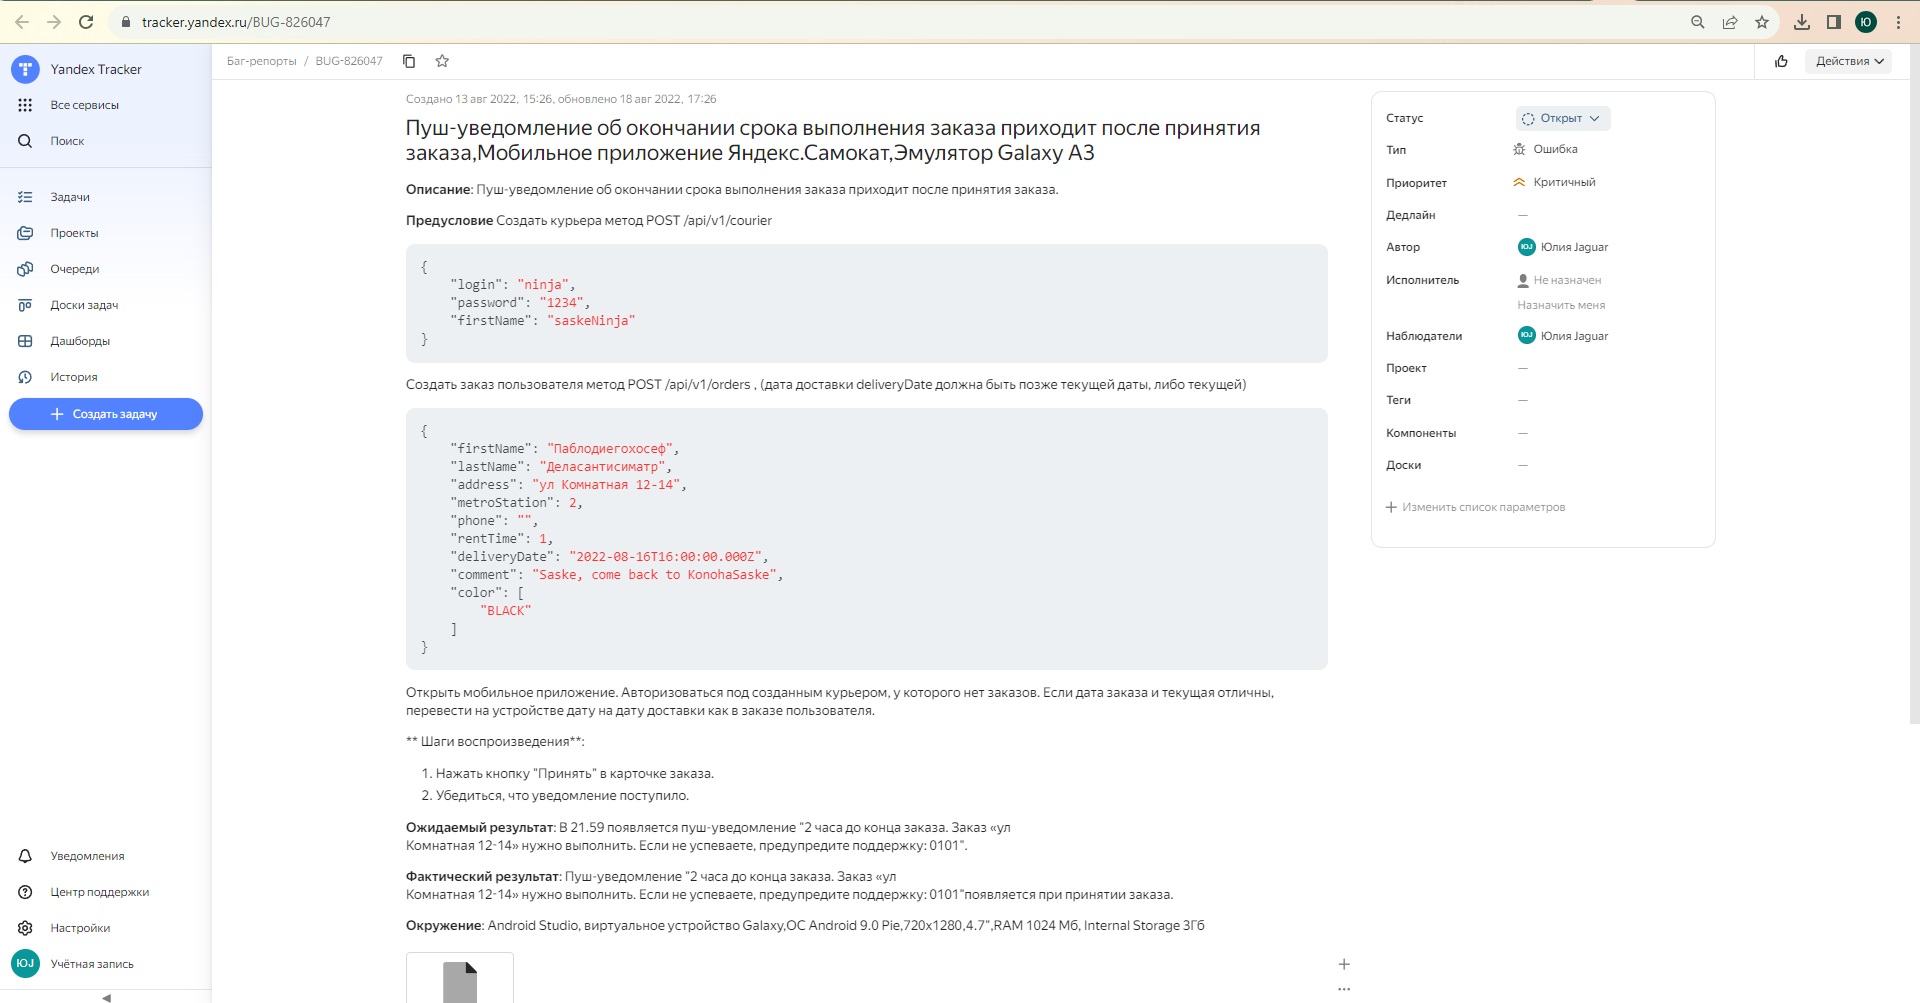 tracker.yandex.ru/BUG-826047
Ю
Yandex Tracker
Все сервисы
Поиск
Задачи
Проекты
Очереди
Доски задач
Дашборды
История
Создать задачу
Уведомления
Центр поддержки
Настройки
ЮJ Учётная запись
Баг-репорты / BUG-826047
Действия
Создано 13 авг 2022, 15:26, обновлено 18 авг 2022, 17:26
Пуш-уведомление об окончании срока выполнения заказа приходит после принятия
заказа,Мобильное приложение Яндекс.Самокат,Эмулятор Galaxy A3
Описание: Пуш-уведомление об окончании срока выполнения заказа приходит после принятия заказа.
Предусловие Создать курьера метод POST /api/v1/courier
{
"login": "ninja",
"password": "1234",
"firstName": "saskeNinja"
}
Создать заказ пользователя метод POST /api/v1/orders , (дата доставки deliveryDate должна быть позже текущей даты, либо текущей)
{
"firstName": "Паблодиегохосеф",
"lastName": "Деласантисиматр",
"address": "ул Комнатная 12-14",
"metroStation": 2,
"phone": "",
"rentTime": 1,
"deliveryDate": "2022-08-16T16:00:00.000Z",
"comment": "Saske, come back to KonohaSaske",
"color": [
"BLACK"
]
}
Открыть мобильное приложение. Авторизоваться под созданным курьером, у которого нет заказов. Если дата заказа и текущая отличны,
перевести на устройстве дату на дату доставки как в заказе пользователя.
** Шаги воспроизведения**:
1. Нажать кнопку "Принять" в карточке заказа.
2. Убедиться, что уведомление поступило.
Ожидаемый результат: В 21.59 появляется пуш-уведомление "2 часа до конца заказа. Заказ «ул
Комнатная 12-14» нужно выполнить. Если не успеваете, предупредите поддержку: 0101".
Фактический результат: Пуш-уведомление "2 часа до конца заказа. Заказ «ул
Комнатная 12-14» нужно выполнить. Если не успеваете, предупредите поддержку: 0101"появляется при принятии заказа.
Окружение: Android Studio, виртуальное устройство Galaxy,ОС Android 9.0 Pie,720x1280,4.7",RAM 1024 Мб, Internal Storage 3Гб
Статус Открыт
Тип Ошибка
Приоритет Критичный
Дедлайн —
Автор ЮJ Юлия Jaguar
Исполнитель Не назначен
Назначить меня
Наблюдатели ЮJ Юлия Jaguar
Проект —
Теги —
Компоненты —
Доски —
Изменить список параметров